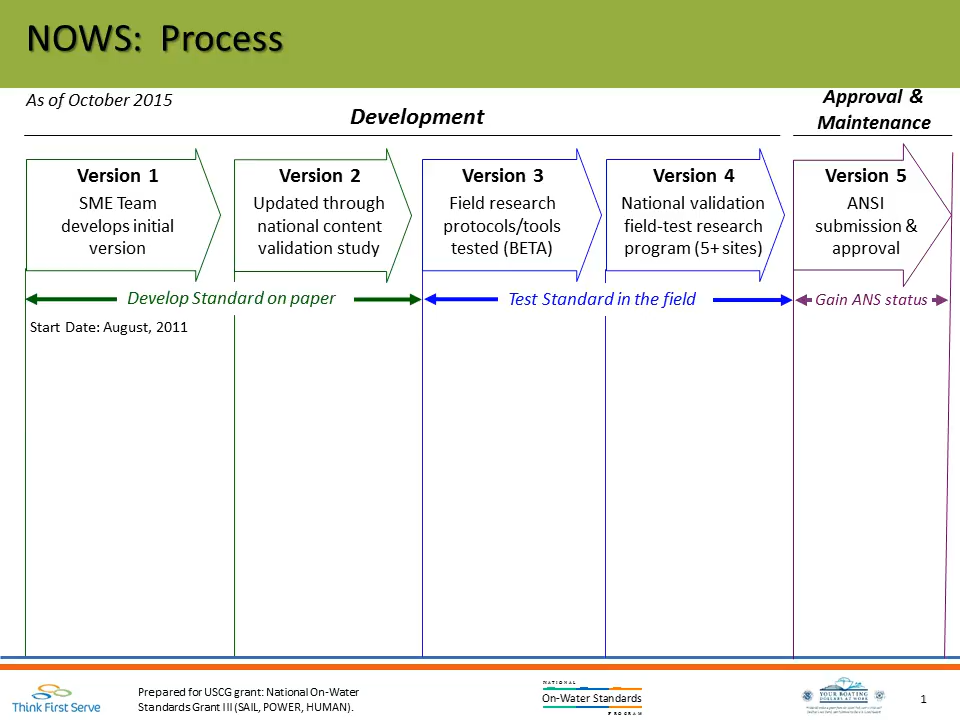 NOWS: Process
As of October 2015
Development
Approval &
Maintenance
Version 1
SME Team
develops initial
version
Version 2
Updated through
national content
validation study
Version 3
Field research
protocols/tools
tested (BETA)
Version 4
National validation
field-test research
program (5+ sites)
Version 5
ANSI
submission &
approval
Develop Standard on paper
Test Standard in the field
Gain ANS status
Start Date: August, 2011
Think First Serve
Prepared for USCG grant: National On-Water
Standards Grant III (SAIL, POWER, HUMAN).
NATIONAL
On-Water Standards
PROGRAM
YOUR BOATING
DOLLARS AT WORK
1